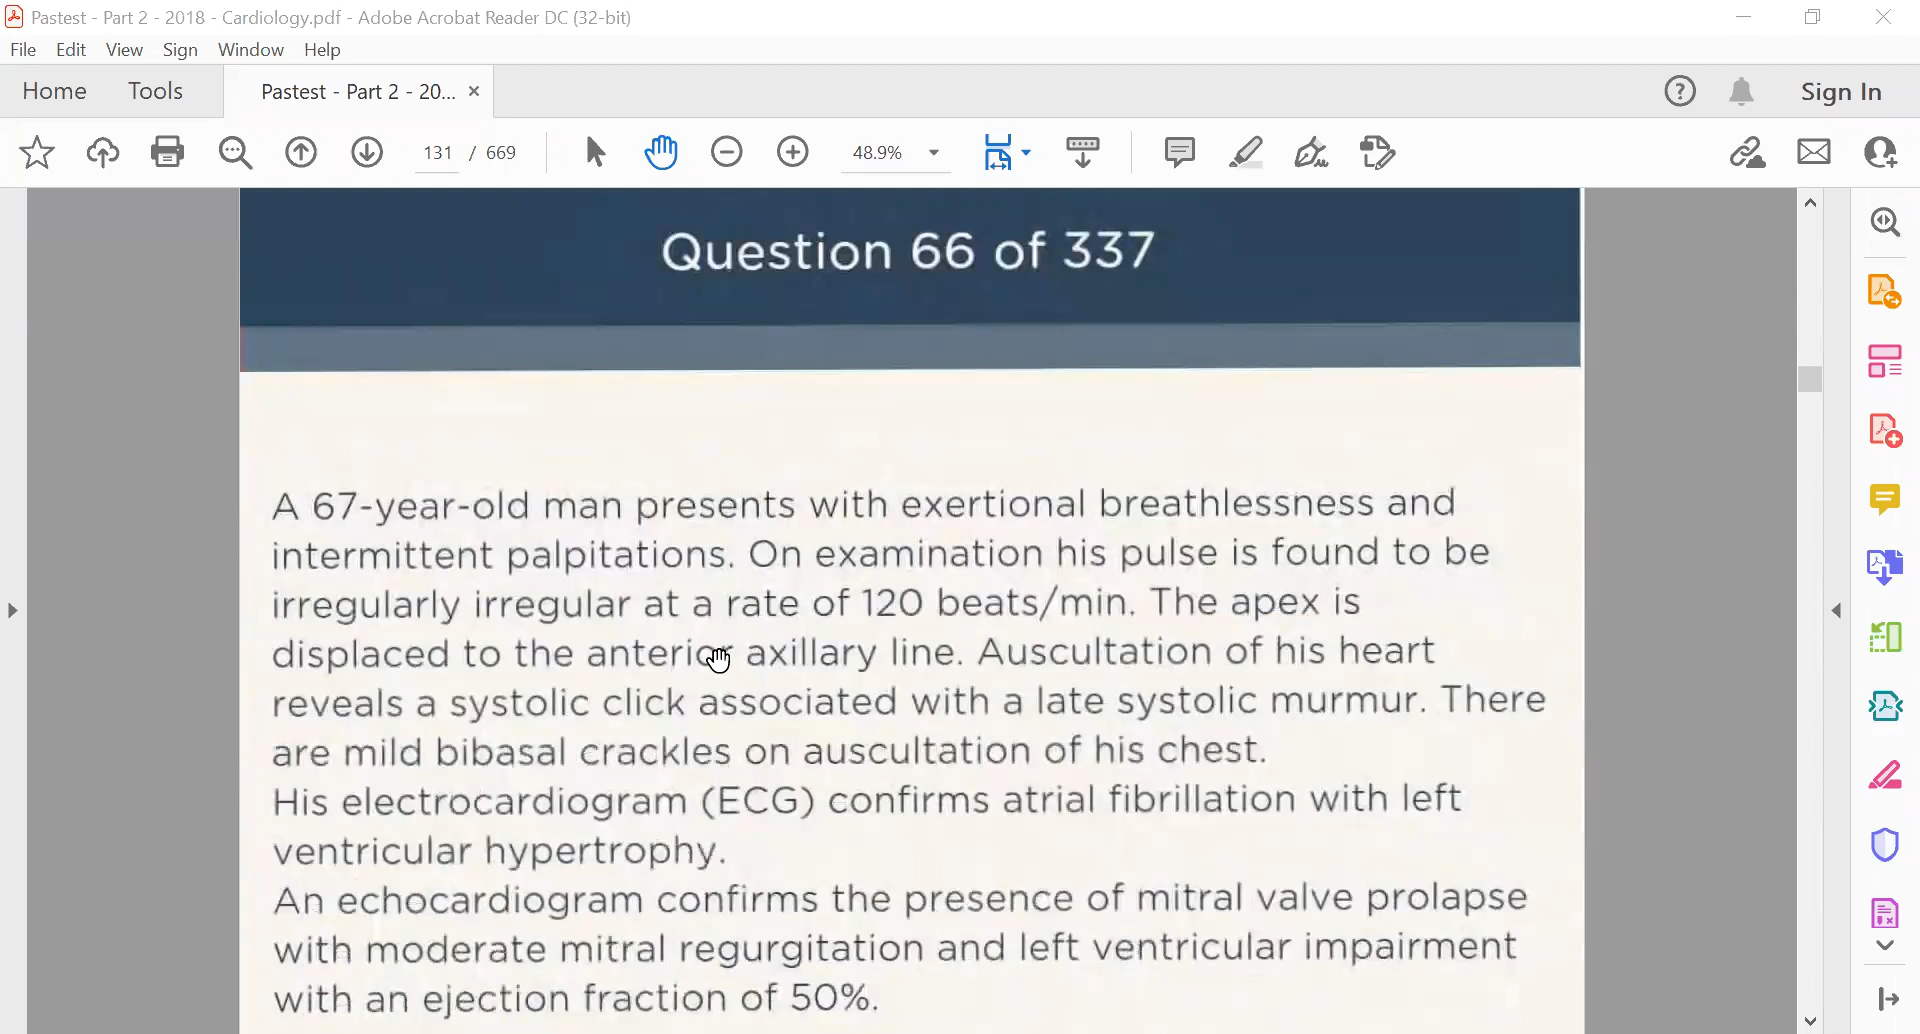 Pastest - Part 2 - 2018 - Cardiology.pdf - Adobe Acrobat Reader DC (32-bit)
File Edit View Sign Window Help
Home Tools Pastest - Part 2 - 20... × Sign In
131 / 669 48.9%
Question 66 of 337
A 67-year-old man presents with exertional breathlessness and
intermittent palpitations. On examination his pulse is found to be
irregularly irregular at a rate of 120 beats/min. The apex is
displaced to the anterior axillary line. Auscultation of his heart
reveals a systolic click associated with a late systolic murmur. There
are mild bibasal crackles on auscultation of his chest.
His electrocardiogram (ECG) confirms atrial fibrillation with left
ventricular hypertrophy.
An echocardiogram confirms the presence of mitral valve prolapse
with moderate mitral regurgitation and left ventricular impairment
with an ejection fraction of 50%.